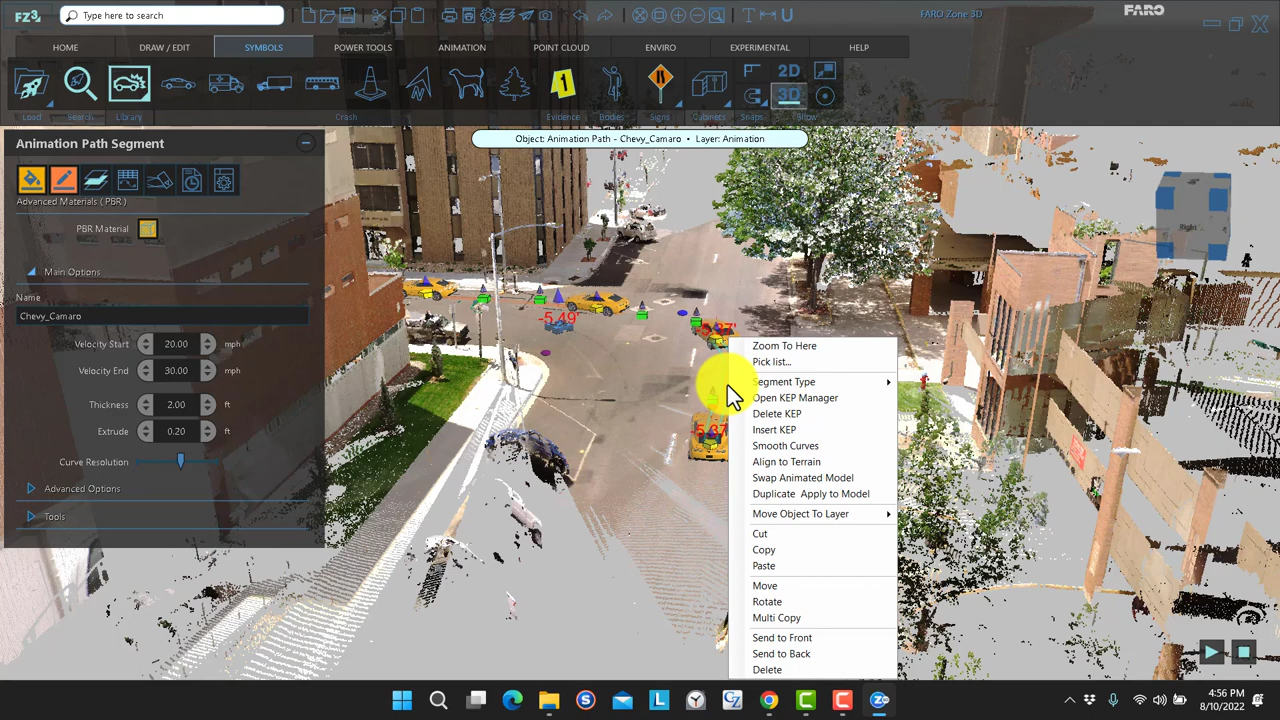 FZ3
Type here to search
FARO Zone 3D
FARO
HOME
DRAW / EDIT
SYMBOLS
POWER TOOLS
ANIMATION
POINT CLOUD
ENVIRO
EXPERIMENTAL
HELP
1
2D
3D
Load
Search
Library
Crash
Evidence
Bodies
Signs
Cabinets
Snaps
Show
Object: Animation Path - Chevy_Camaro • Layer: Animation
Animation Path Segment
Advanced Materials ( PBR )
PBR Material
Main Options
Name
Chevy_Camaro
Velocity Start 20.00 mph
Velocity End 30.00 mph
Thickness 2.00 ft
Extrude 0.20 ft
Curve Resolution
Advanced Options
Tools
Right
-5.49'
5.37'
Zoom To Here
Pick list...
Segment Type
Open KEP Manager
Delete KEP
Insert KEP
Smooth Curves
Align to Terrain
Swap Animated Model
Duplicate Apply to Model
Move Object To Layer
Cut
Copy
Paste
Move
Rotate
Multi Copy
Send to Front
Send to Back
Delete
4:56 PM
8/10/2022